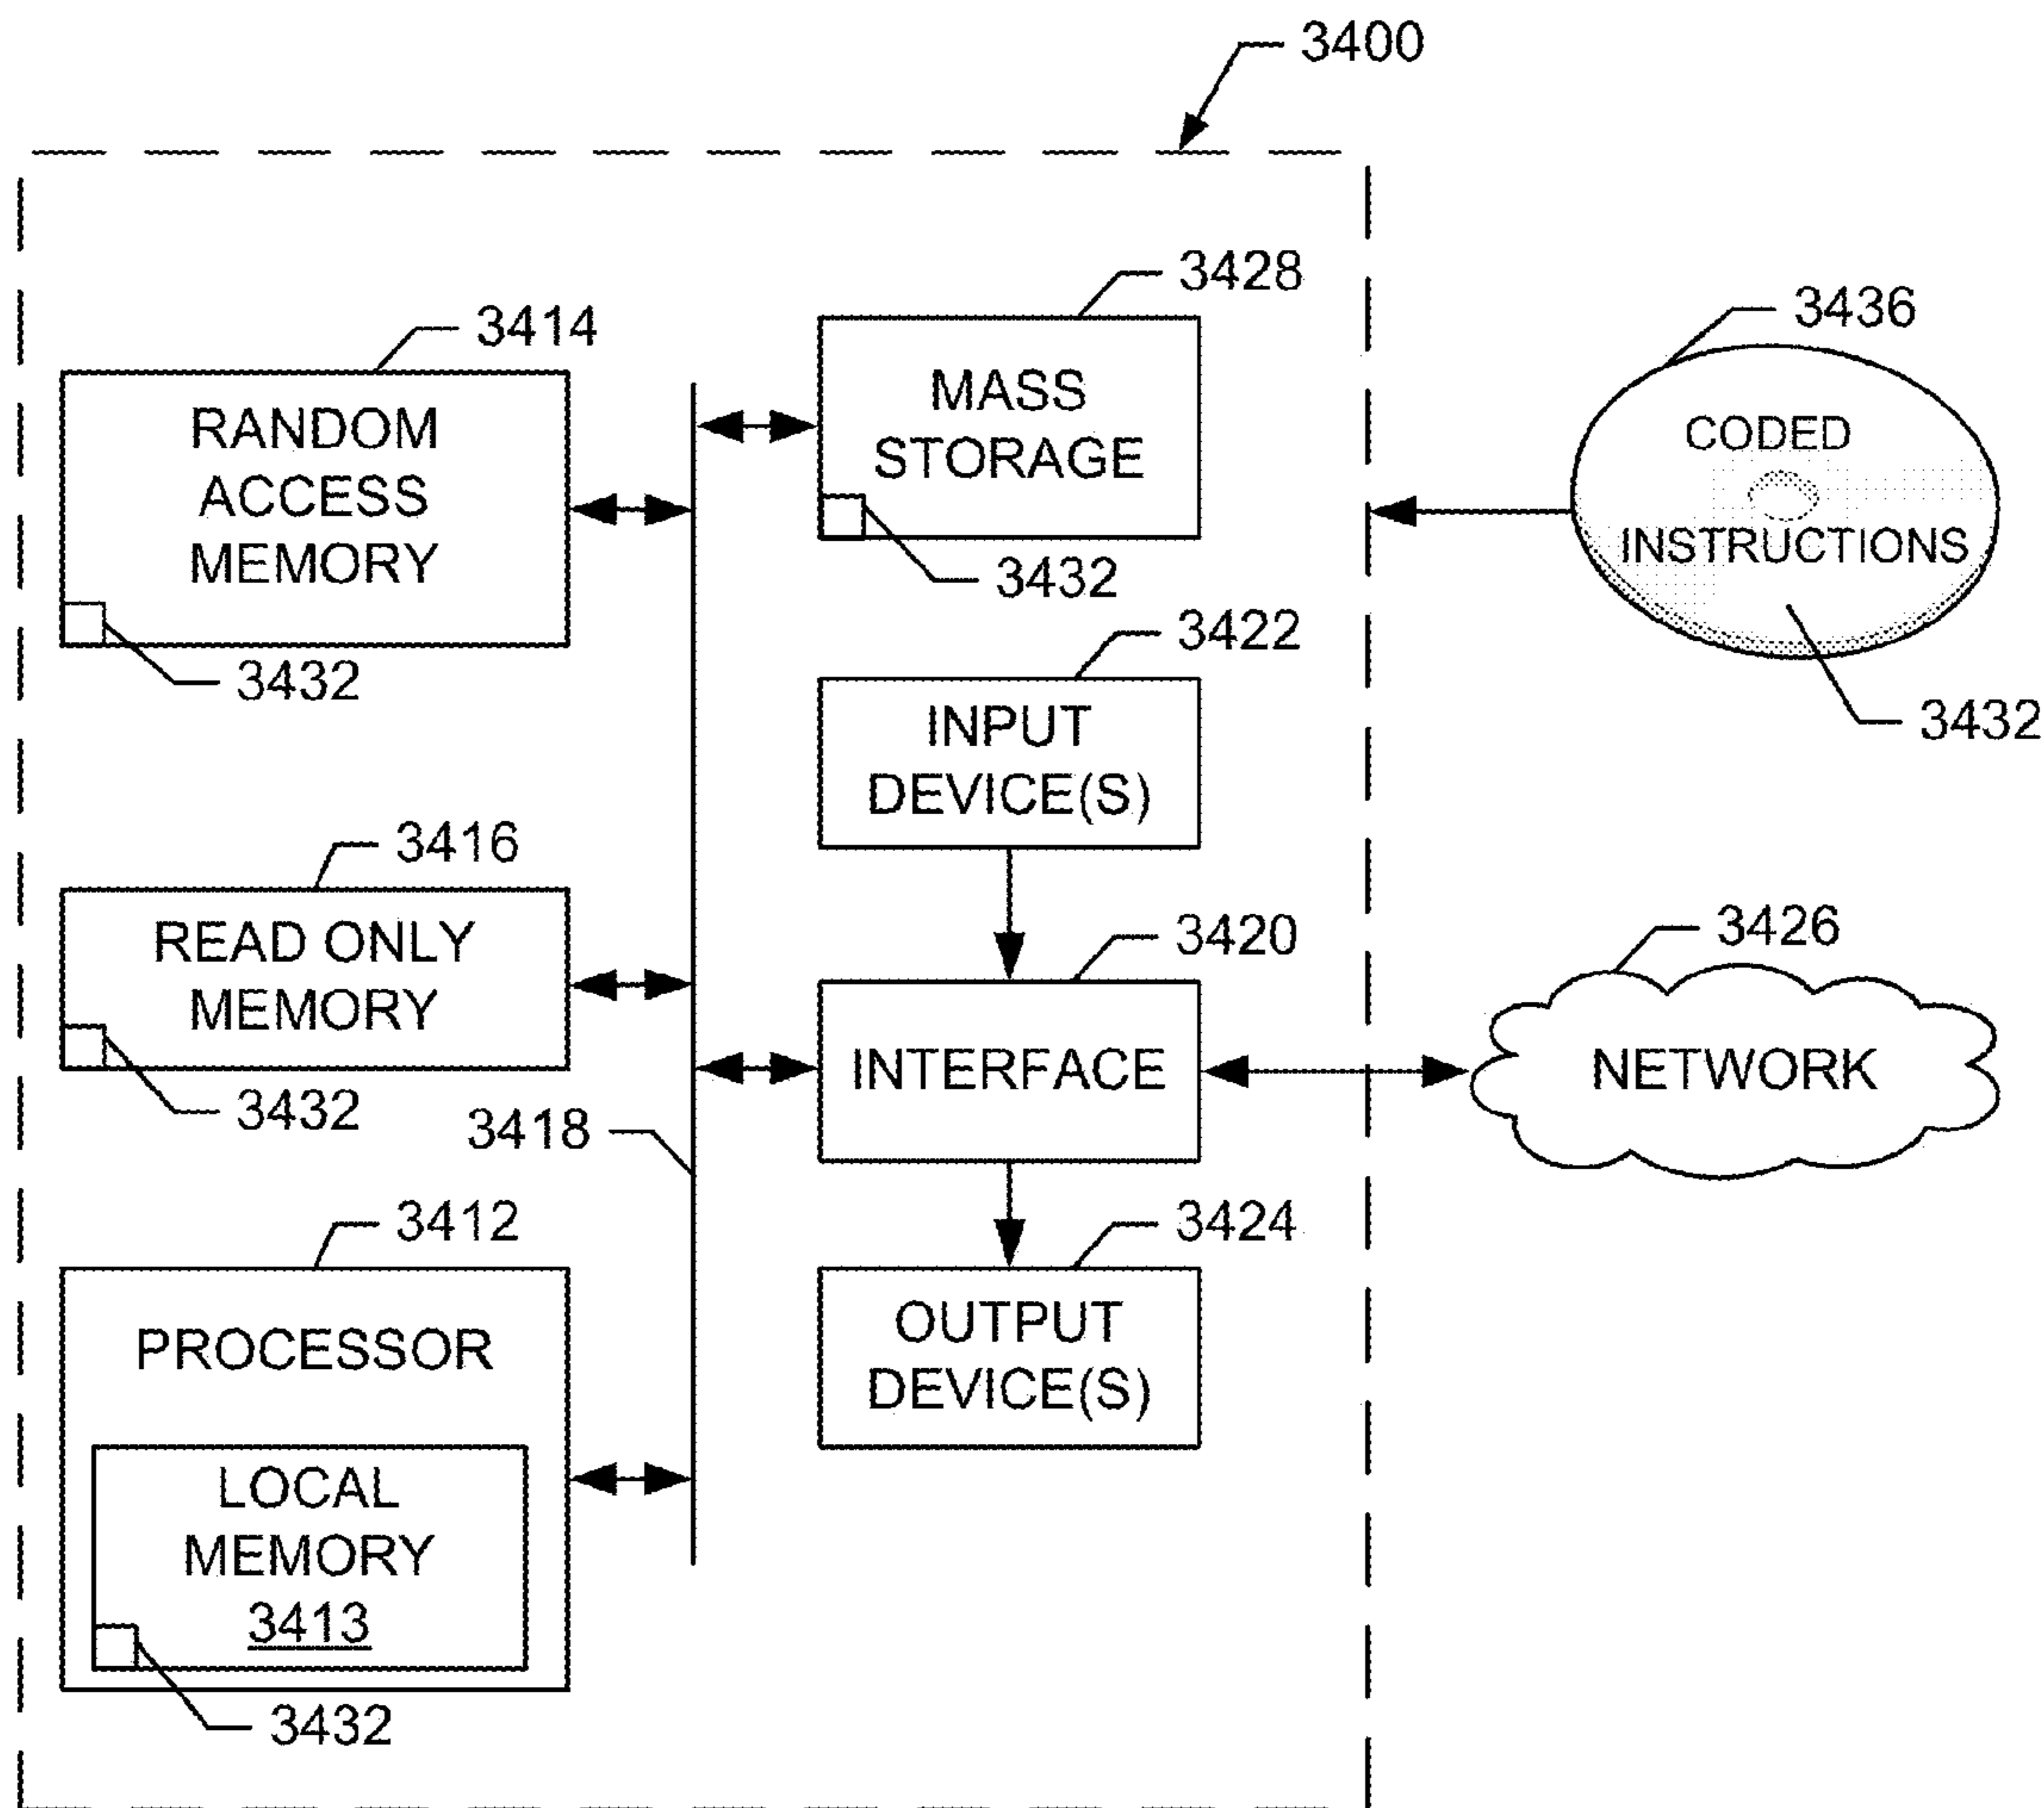 3400
3428
MASS
STORAGE
3432
3414
RANDOM
ACCESS
MEMORY
3432
3436
CODED
INSTRUCTIONS
3432
3422
INPUT
DEVICE(S)
3416
READ ONLY
MEMORY
3432
3420
INTERFACE
3426
NETWORK
3418
3412
PROCESSOR
LOCAL
MEMORY
3413
3432
3424
OUTPUT
DEVICE(S)